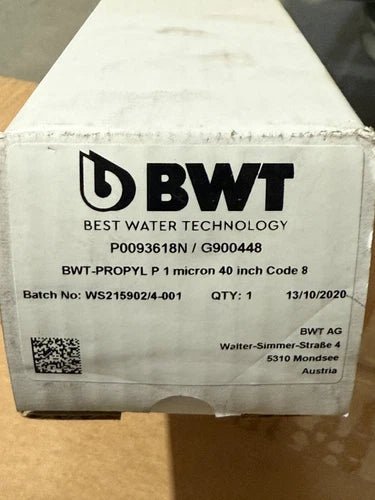 BWT
BEST WATER TECHNOLOGY
P0093618N / G900448
BWT-PROPYL P 1 micron 40 inch Code 8
Batch No: WS215902/4-001 QTY: 1 13/10/2020
BWT AG
Walter-Simmer-Straße 4
5310 Mondsee
Austria